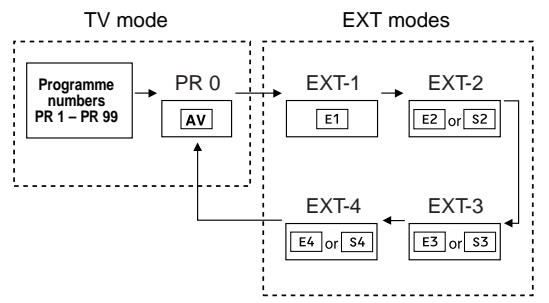 TV mode
EXT modes
Programme
numbers
PR 1 – PR 99
PR 0
AV
EXT-1
E1
EXT-2
E2 or S2
EXT-4
E4 or S4
EXT-3
E3 or S3